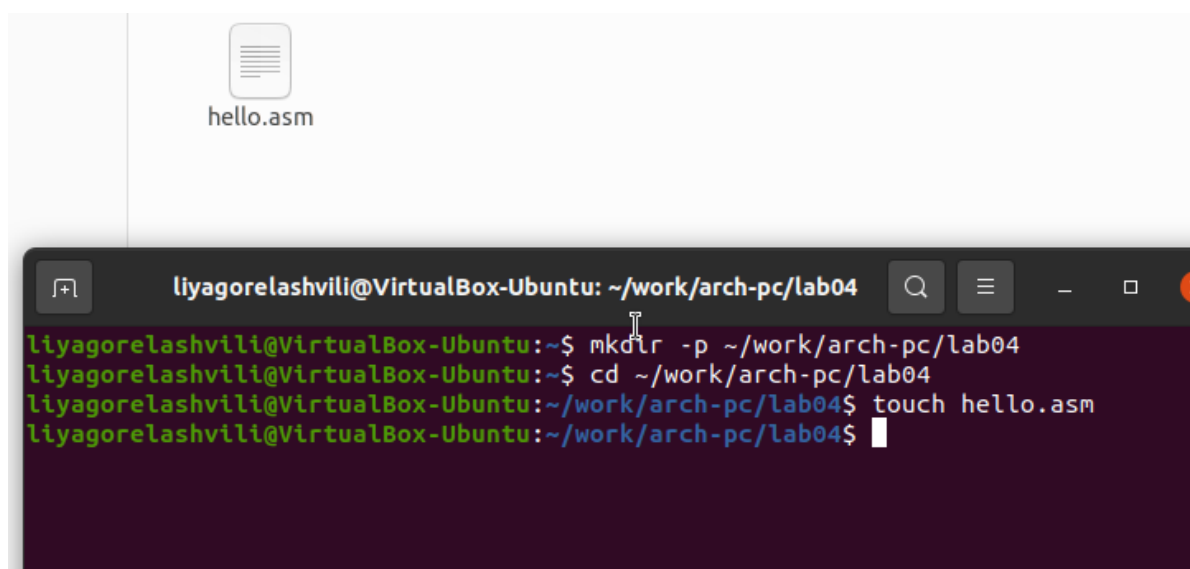 hello.asm
liyagorelashvili@VirtualBox-Ubuntu: ~/work/arch-pc/lab04
liyagorelashvili@VirtualBox-Ubuntu:~$ mkdir -p ~/work/arch-pc/lab04
liyagorelashvili@VirtualBox-Ubuntu:~$ cd ~/work/arch-pc/lab04
liyagorelashvili@VirtualBox-Ubuntu:~/work/arch-pc/lab04$ touch hello.asm
liyagorelashvili@VirtualBox-Ubuntu:~/work/arch-pc/lab04$